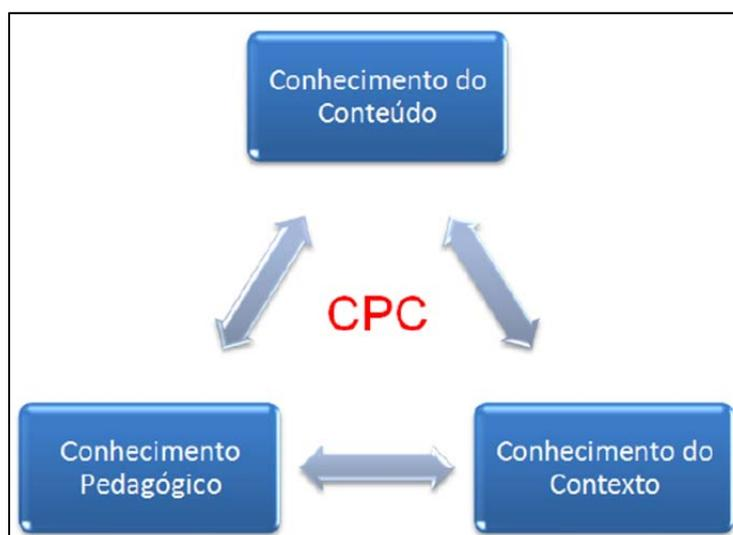 Conhecimento do
Conteúdo
CPC
Conhecimento
Pedagógico
Conhecimento do
Contexto